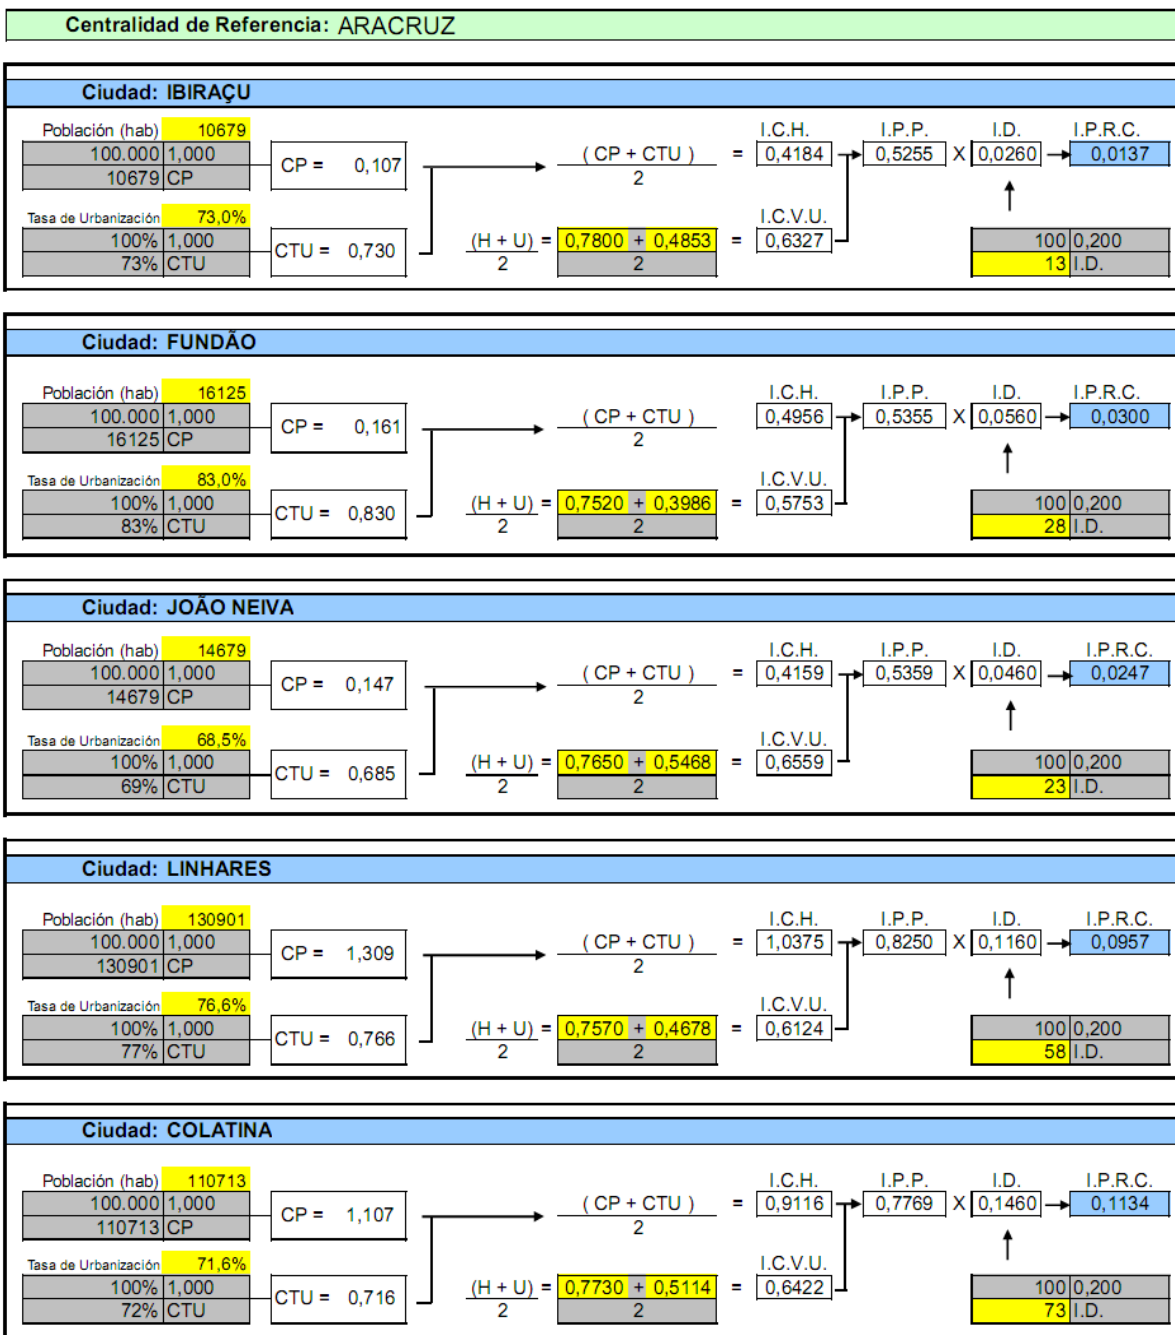 Centralidad de Referencia: ARACRUZ
Ciudad: IBIRAÇU
Población (hab) 10679 I.C.H. I.P.P. I.D. I.P.R.C.
100.000 1,000 CP = 0,107 ( CP + CTU ) = 0,4184 0,5255 X 0,0260 0,0137
10679 CP 2
Tasa de Urbanización 73,0% I.C.V.U.
100% 1,000 CTU = 0,730 (H + U) = 0,7800 + 0,4853 = 0,6327 100 0,200
73% CTU 2 2 13 I.D.
Ciudad: FUNDÃO
Población (hab) 16125 I.C.H. I.P.P. I.D. I.P.R.C.
100.000 1,000 CP = 0,161 ( CP + CTU ) 0,4956 0,5355 X 0,0560 0,0300
16125 CP 2
Tasa de Urbanización 83,0% I.C.V.U.
100% 1,000 CTU = 0,830 (H + U) = 0,7520 + 0,3986 = 0,5753 100 0,200
83% CTU 2 2 28 I.D.
Ciudad: JOÃO NEIVA
Población (hab) 14679 I.C.H. I.P.P. I.D. I.P.R.C.
100.000 1,000 CP = 0,147 ( CP + CTU ) = 0,4159 0,5359 X 0,0460 0,0247
14679 CP 2
Tasa de Urbanización 68,5% I.C.V.U.
100% 1,000 CTU = 0,685 (H + U) = 0,7650 + 0,5468 = 0,6559 100 0,200
69% CTU 2 2 23 I.D.
Ciudad: LINHARES
Población (hab) 130901 I.C.H. I.P.P. I.D. I.P.R.C.
100.000 1,000 CP = 1,309 ( CP + CTU ) = 1,0375 0,8250 X 0,1160 0,0957
130901 CP 2
Tasa de Urbanización 76,6% I.C.V.U.
100% 1,000 CTU = 0,766 (H + U) = 0,7570 + 0,4678 = 0,6124 100 0,200
77% CTU 2 2 58 I.D.
Ciudad: COLATINA
Población (hab) 110713 I.C.H. I.P.P. I.D. I.P.R.C.
100.000 1,000 CP = 1,107 ( CP + CTU ) = 0,9116 0,7769 X 0,1460 0,1134
110713 CP 2
Tasa de Urbanización 71,6% I.C.V.U.
100% 1,000 CTU = 0,716 (H + U) = 0,7730 + 0,5114 = 0,6422 100 0,200
72% CTU 2 2 73 I.D.